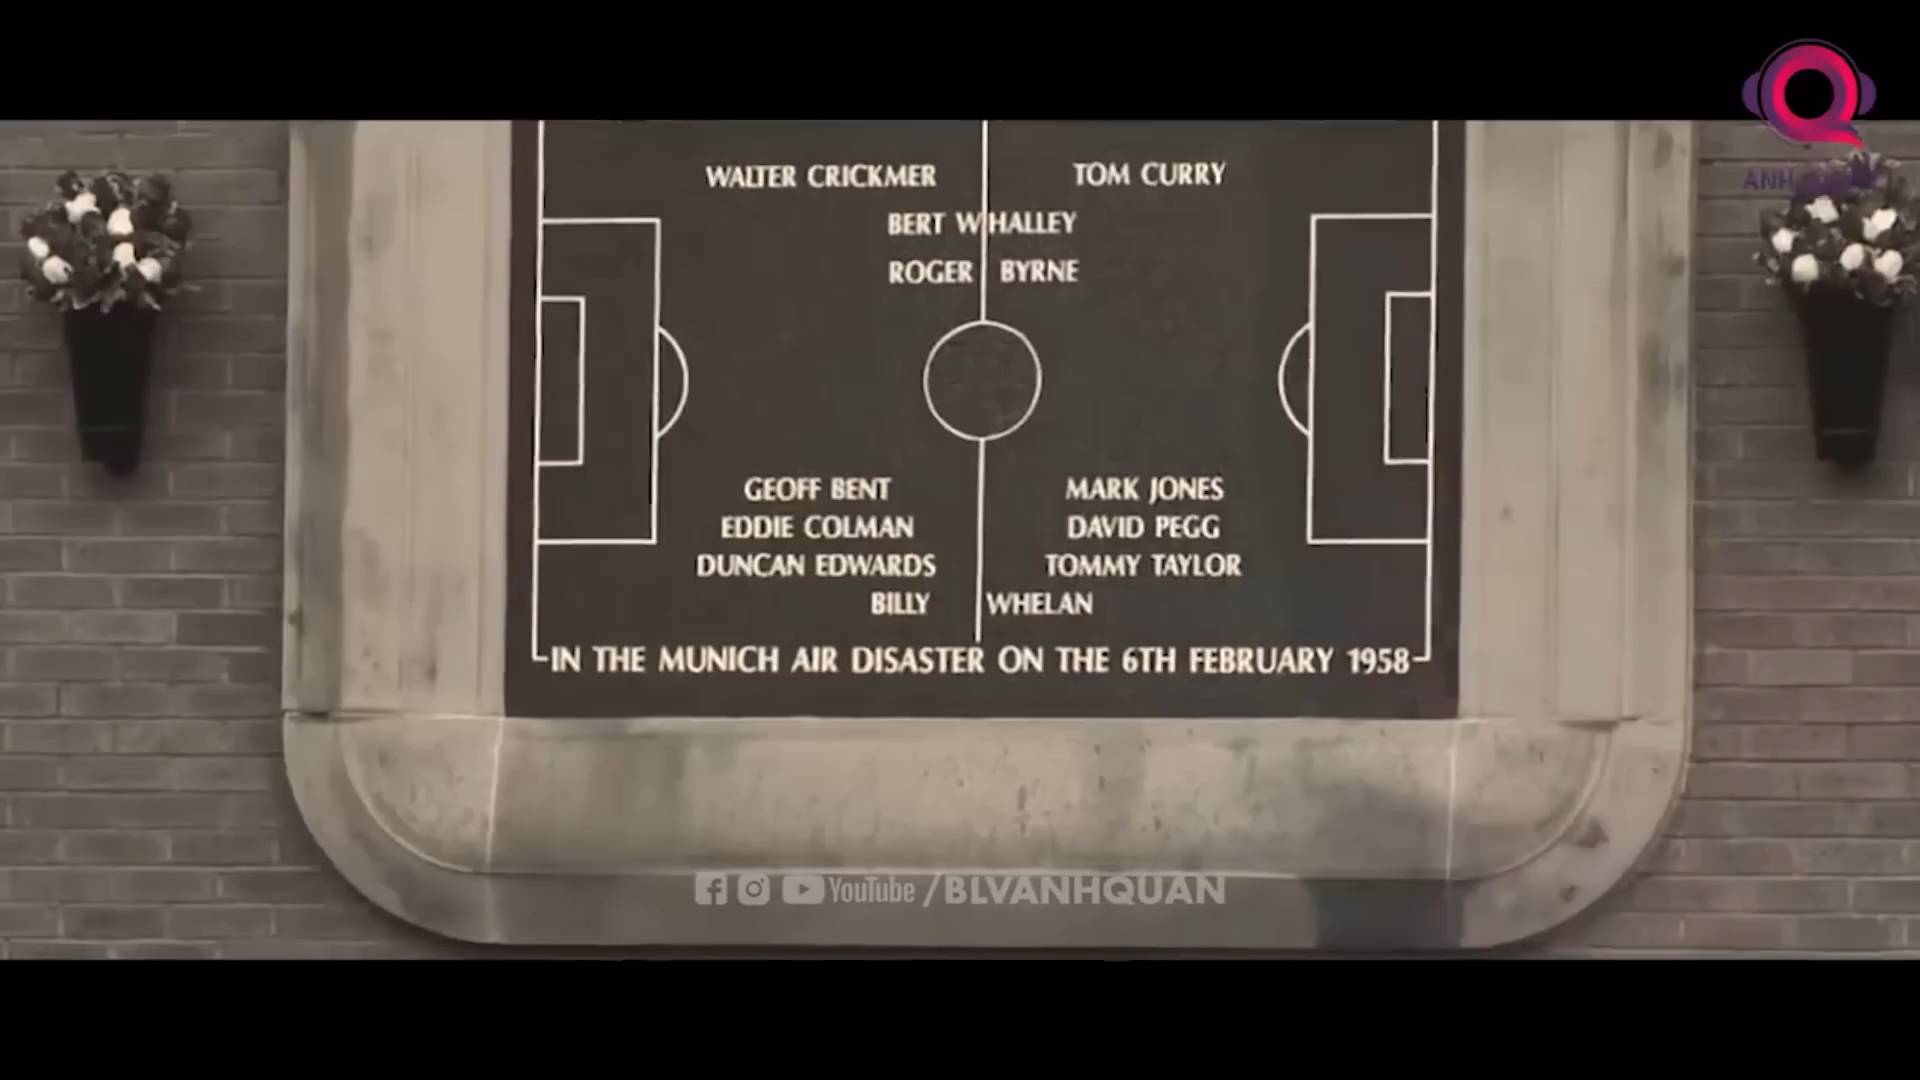 WALTER CRICKMER TOM CURRY
BERT WHALLEY
ROGER BYRNE
GEOFF BENT MARK JONES
EDDIE COLMAN DAVID PEGG
DUNCAN EDWARDS TOMMY TAYLOR
BILLY WHELAN
IN THE MUNICH AIR DISASTER ON THE 6TH FEBRUARY 1958
YouTube /BLVANHQUAN